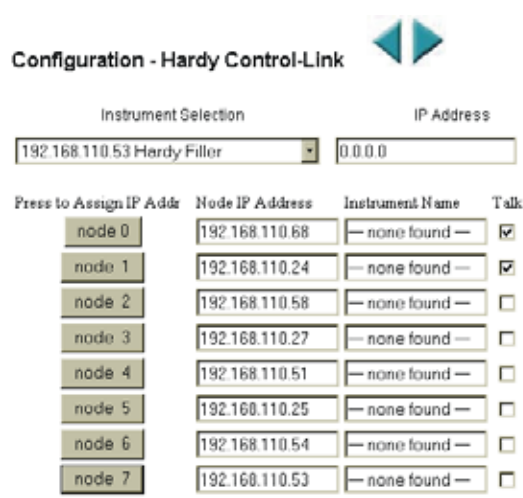 Configuration - Hardy Control-Link
Instrument Selection IP Address
192.168.110.53 Hardy Filler 0.0.0.0
Press to Assign IP Addr Node IP Address Instrument Name Talk
node 0 192.168.110.68 — none found —
node 1 192.168.110.24 — none found —
node 2 192.168.110.58 — none found —
node 3 192.168.110.27 — none found —
node 4 192.168.110.51 — none found —
node 5 192.168.110.25 — none found —
node 6 192.168.110.54 — none found —
node 7 192.168.110.53 — none found —